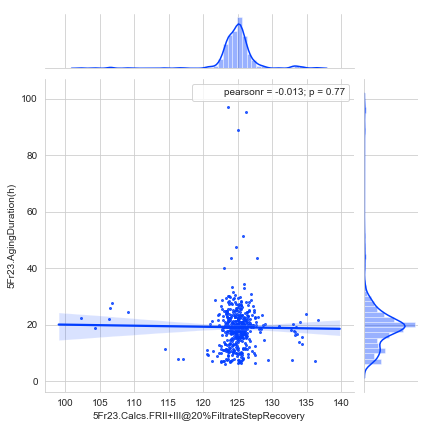 pearsonr = -0.013; p = 0.77
100
80
60
40
20
0
5Fr23.AgingDuration(h)
100 105 110 115 120 125 130 135 140
5Fr23.Calcs.FRII+III@20%FiltrateStepRecovery